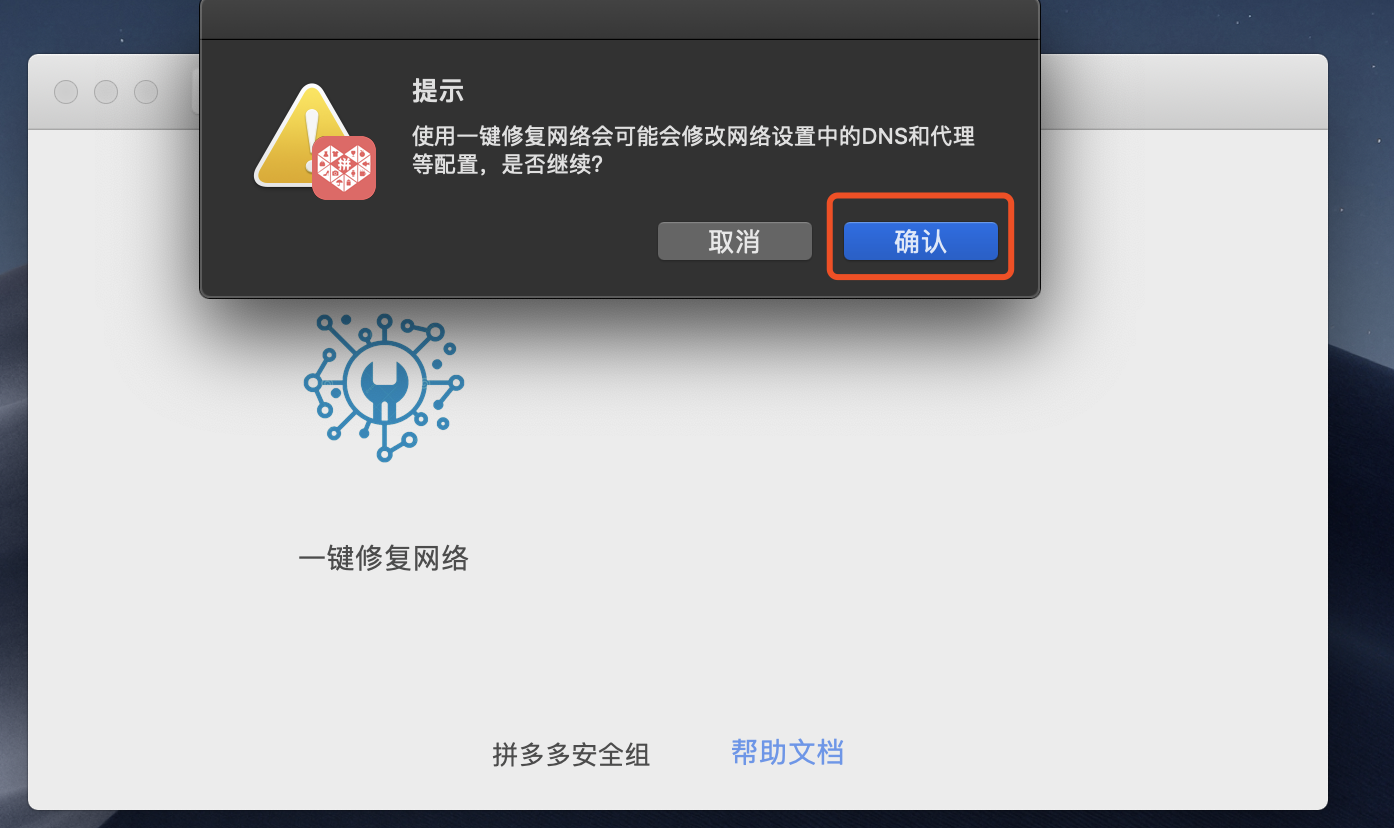 提示
使用一键修复网络会可能会修改网络设置中的DNS和代理
等配置，是否继续?
取消
确认
一键修复网络
拼多多安全组
帮助文档